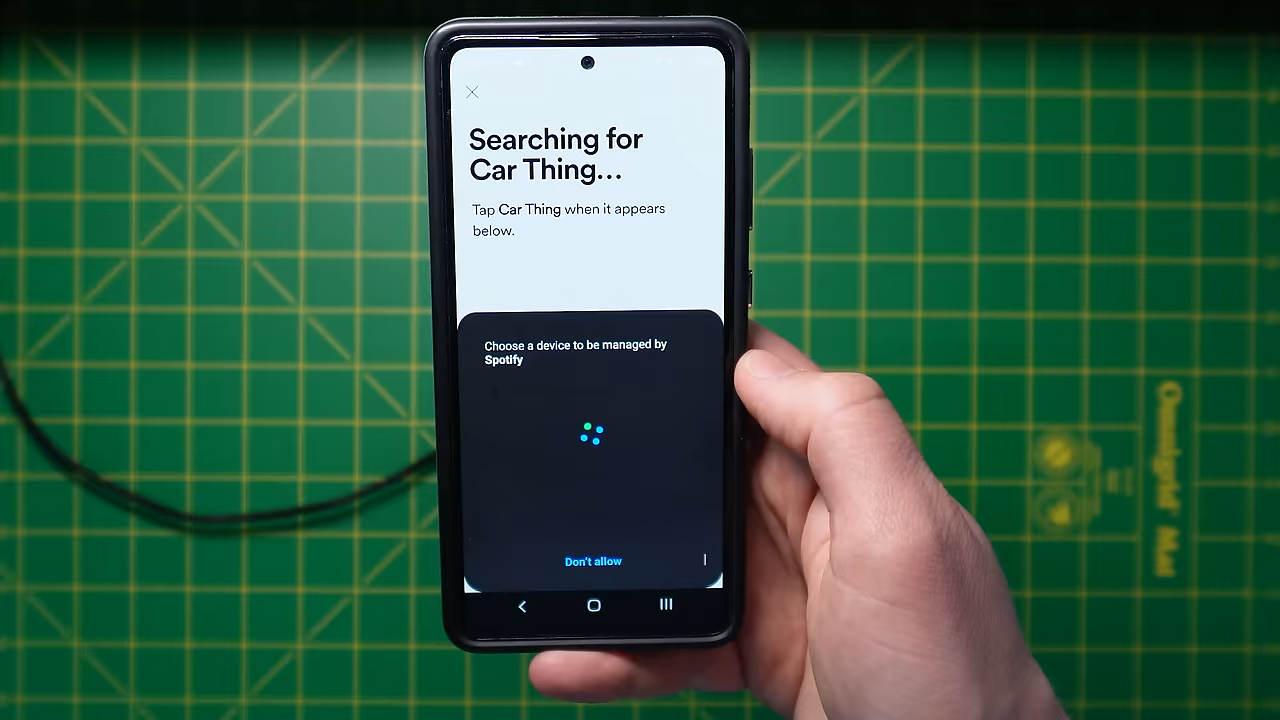 Searching for
Car Thing...
Tap Car Thing when it appears
below.
Choose a device to be managed by
Spotify
Don't allow